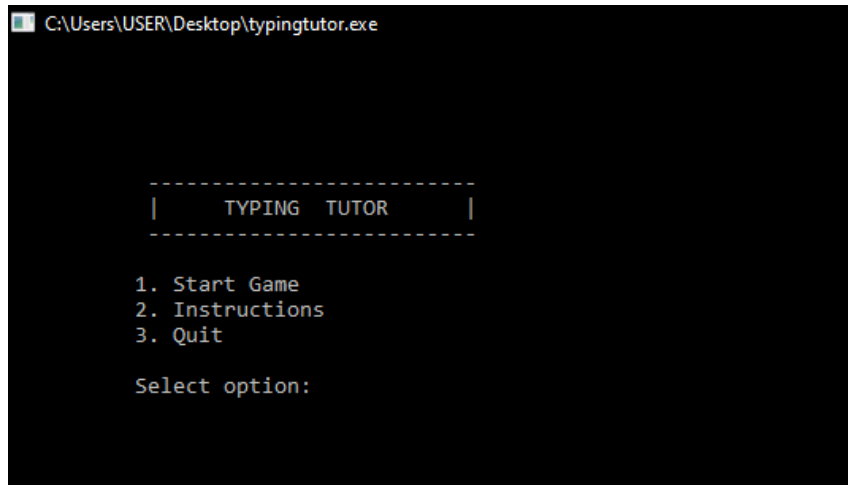 C:\Users\USER\Desktop\typingtutor.exe
--------------------------
|     TYPING  TUTOR      |
--------------------------
1. Start Game
2. Instructions
3. Quit
Select option: